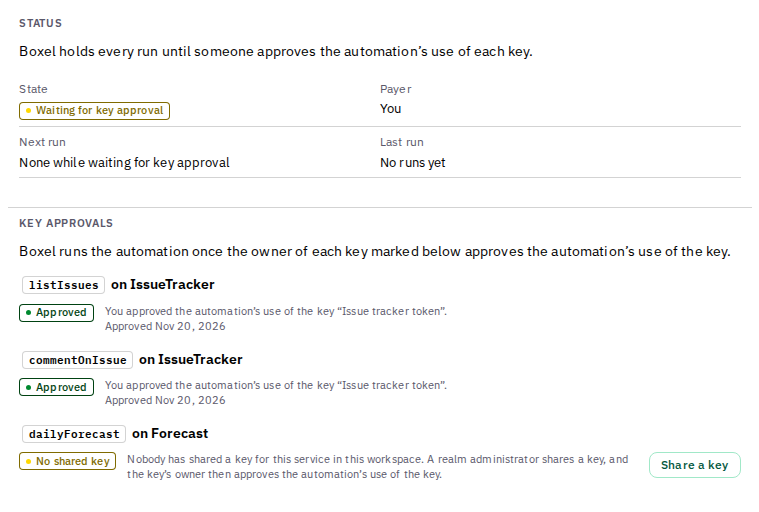 STATUS
Boxel holds every run until someone approves the automation's use of each key.
State
Payer
Waiting for key approval
You
Next run
Last run
None while waiting for key approval
No runs yet
KEY APPROVALS
Boxel runs the automation once the owner of each key marked below approves the automation's use of the key.
listIssues on IssueTracker
Approved
You approved the automation's use of the key “Issue tracker token”.
Approved Nov 20, 2026
commentOnIssue on IssueTracker
Approved
You approved the automation's use of the key “Issue tracker token”.
Approved Nov 20, 2026
dailyForecast on Forecast
No shared key
Nobody has shared a key for this service in this workspace. A realm administrator shares a key, and
the key's owner then approves the automation's use of the key.
Share a key